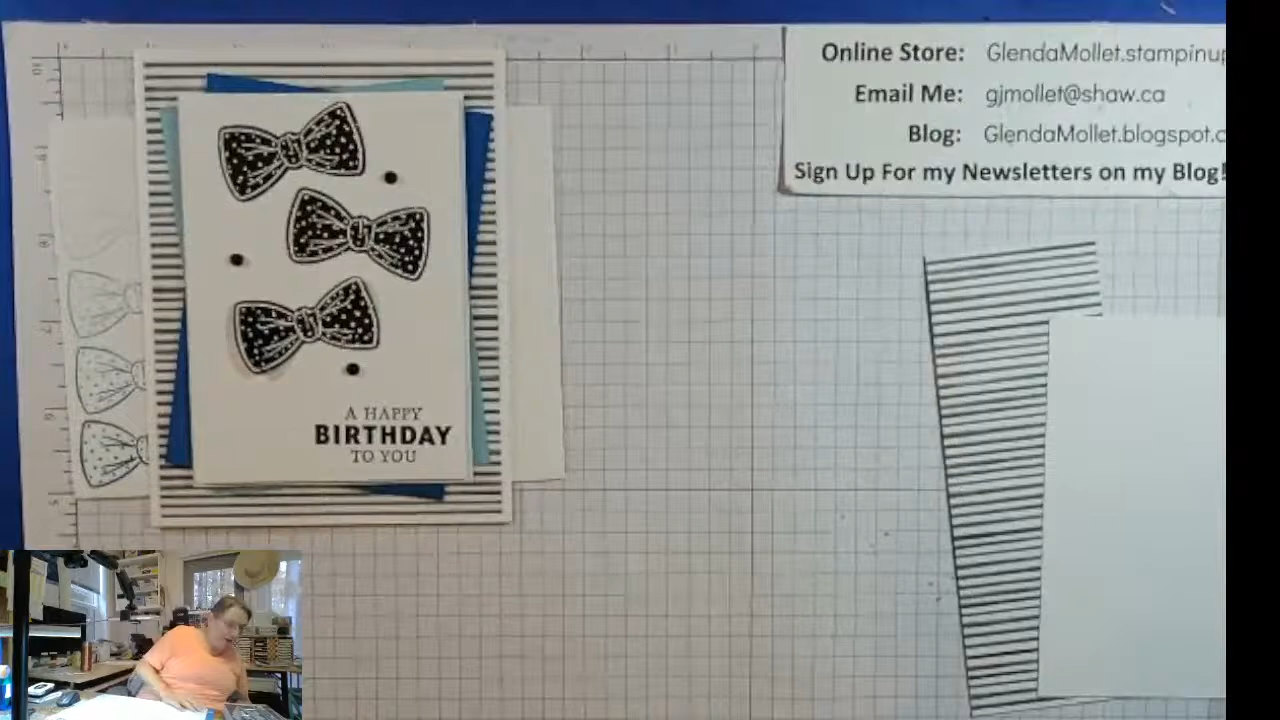 Online Store: GlendaMollet.stampinup
Email Me: gjmollet@shaw.ca
Blog: GlendaMollet.blogspot.c
Sign Up For my Newsletters on my Blog!
A HAPPY
BIRTHDAY
TO YOU